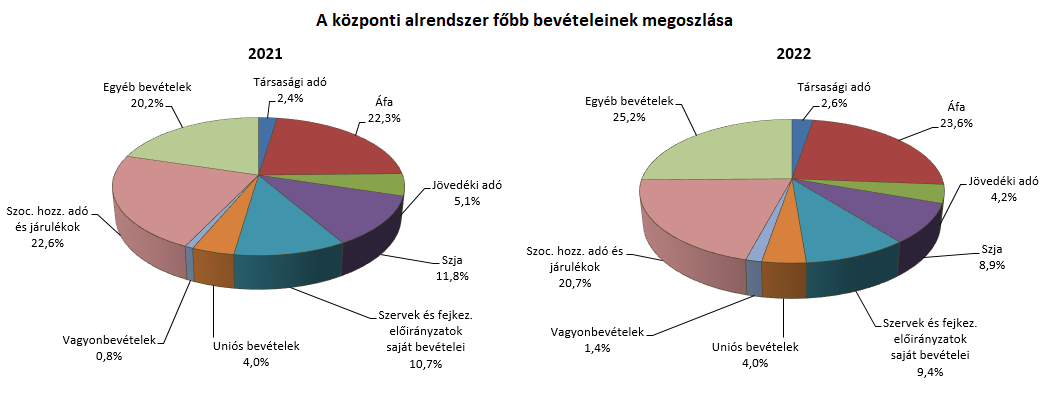 A központi alrendszer főbb bevételeinek megoszlása
2021
Társasági adó
2,4%
Áfa
22,3%
Jövedéki adó
5,1%
Szja
11,8%
Szervek és fejkez.
előirányzatok
saját bevételei
10,7%
Uniós bevételek
4,0%
Vagyonbevételek
0,8%
Szoc. hozz. adó
és járulékok
22,6%
Egyéb bevételek
20,2%
2022
Társasági adó
2,6%
Áfa
23,6%
Jövedéki adó
4,2%
Szja
8,9%
Szervek és fejkez.
előirányzatok
saját bevételei
9,4%
Uniós bevételek
4,0%
Vagyonbevételek
1,4%
Szoc. hozz. adó és
járulékok
20,7%
Egyéb bevételek
25,2%